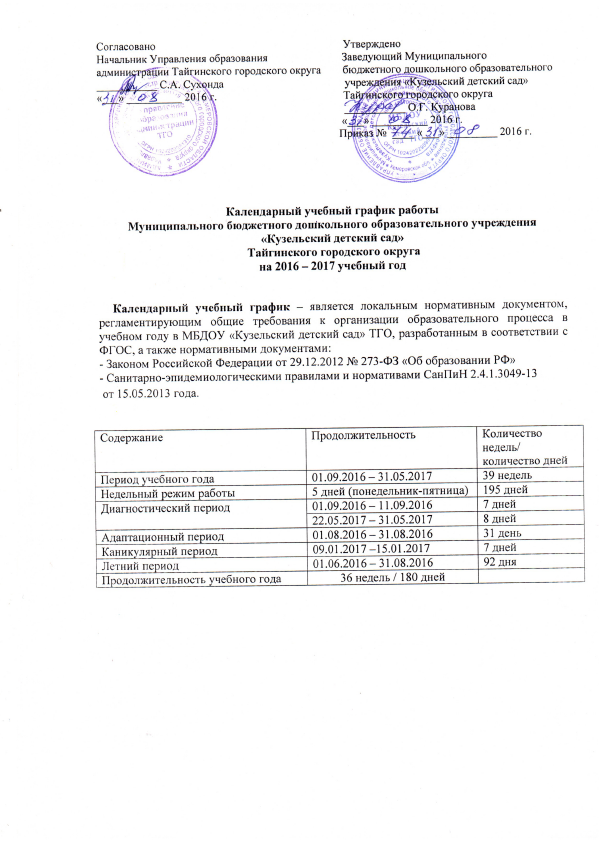 Согласовано
Начальник Управления образования
администрации Тайгинского городского округа
С.А. Сухонда
«31» 08 2016 г.
Утверждено
Заведующий Муниципального
бюджетного дошкольного образовательного
учреждения «Кузельский детский сад»
Тайгинского городского округа
О.Г. Куранова
«31» 08 2016 г.
Приказ № «31» 08 2016 г.
Календарный учебный график работы
Муниципального бюджетного дошкольного образовательного учреждения
«Кузельский детский сад»
Тайгинского городского округа
на 2016 – 2017 учебный год
Календарный учебный график – является локальным нормативным документом,
регламентирующим общие требования к организации образовательного процесса в
учебном году в МБДОУ «Кузельский детский сад» ТГО, разработанным в соответствии с
ФГОС, а также нормативными документами:
- Законом Российской Федерации от 29.12.2012 № 273-ФЗ «Об образовании РФ»
- Санитарно-эпидемиологическими правилами и нормативами СанПиН 2.4.1.3049-13
от 15.05.2013 года.
Содержание Продолжительность Количество
недель/
количество дней
Период учебного года 01.09.2016 – 31.05.2017 39 недель
Недельный режим работы 5 дней (понедельник-пятница) 195 дней
Диагностический период 01.09.2016 – 11.09.2016 7 дней
22.05.2017 – 31.05.2017 8 дней
Адаптационный период 01.08.2016 – 31.08.2016 31 день
Каникулярный период 09.01.2017 –15.01.2017 7 дней
Летний период 01.06.2016 – 31.08.2016 92 дня
Продолжительность учебного года 36 недель / 180 дней